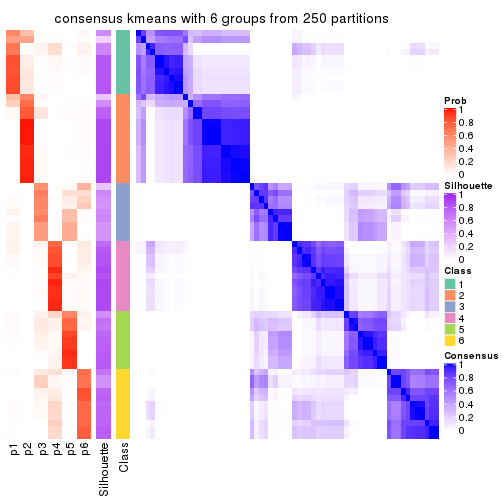 consensus kmeans with 6 groups from 250 partitions
Prob
1
0.8
0.6
0.4
0.2
0
Silhouette
1
0.8
0.6
0.4
0.2
0
Class
1
2
3
4
5
6
Consensus
1
0.8
0.6
0.4
0.2
0
p1
p2
p3
p4
p5
p6
Silhouette
Class